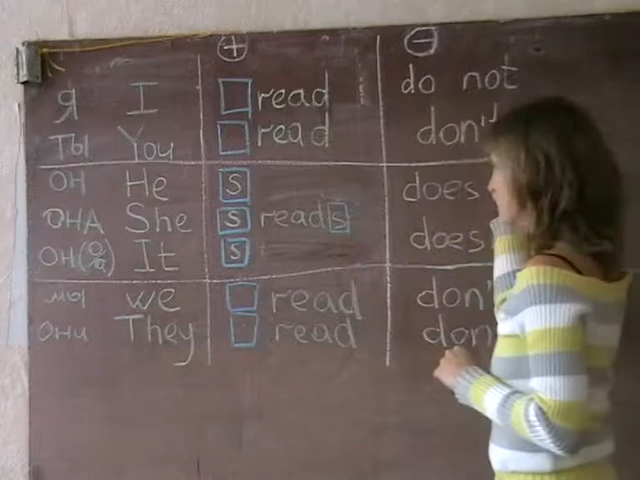 + −
Я I read do not
ты You read don't
ОН He S does
ОНА She S reads does
ОН(О/а) It S
мы we read don'
Они They read don